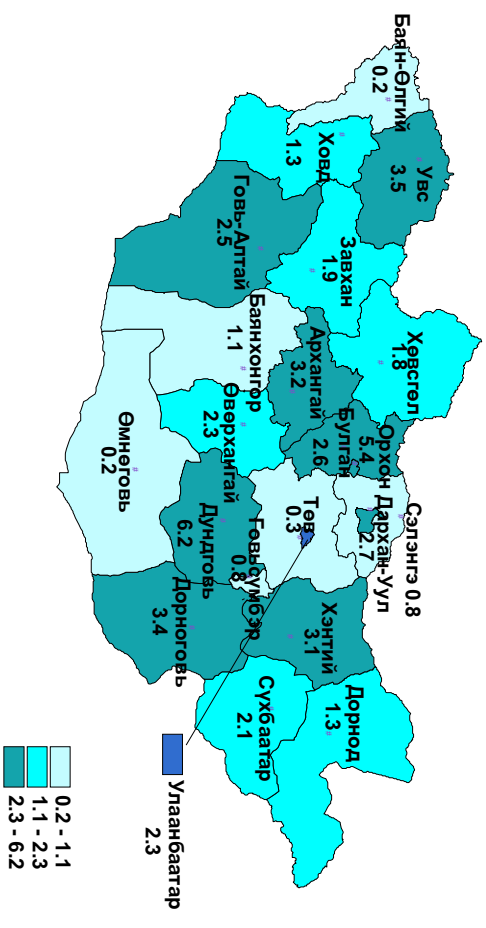 Баян-Өлгий
0.2
Увс
3.5
Ховд
1.3
Говь-Алтай
2.5
Завхан
1.9
Хөвсгөл
1.8
Баянхонгор
1.1
Архангай
3.2
Өвөрхангай
2.3
Булган
2.6
Орхон
5.4
Өмнөговь
0.2
Дархан-Уул
2.7
Сэлэнгэ 0.8
Төв
0.3
Дундговь
6.2
Говьсүмбэр
0.8
Дорноговь
3.4
Хэнтий
3.1
Дорнод
1.3
Сүхбаатар
2.1
Улаанбаатар
2.3
0.2 - 1.1
1.1 - 2.3
2.3 - 6.2